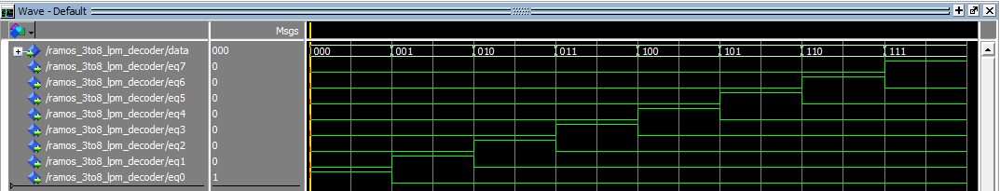 Wave - Default
Msgs
/ramos_3to8_lpm_decoder/data 000 000 001 010 011 100 101 110 111
/ramos_3to8_lpm_decoder/eq7 0
/ramos_3to8_lpm_decoder/eq6 0
/ramos_3to8_lpm_decoder/eq5 0
/ramos_3to8_lpm_decoder/eq4 0
/ramos_3to8_lpm_decoder/eq3 0
/ramos_3to8_lpm_decoder/eq2 0
/ramos_3to8_lpm_decoder/eq1 0
/ramos_3to8_lpm_decoder/eq0 1